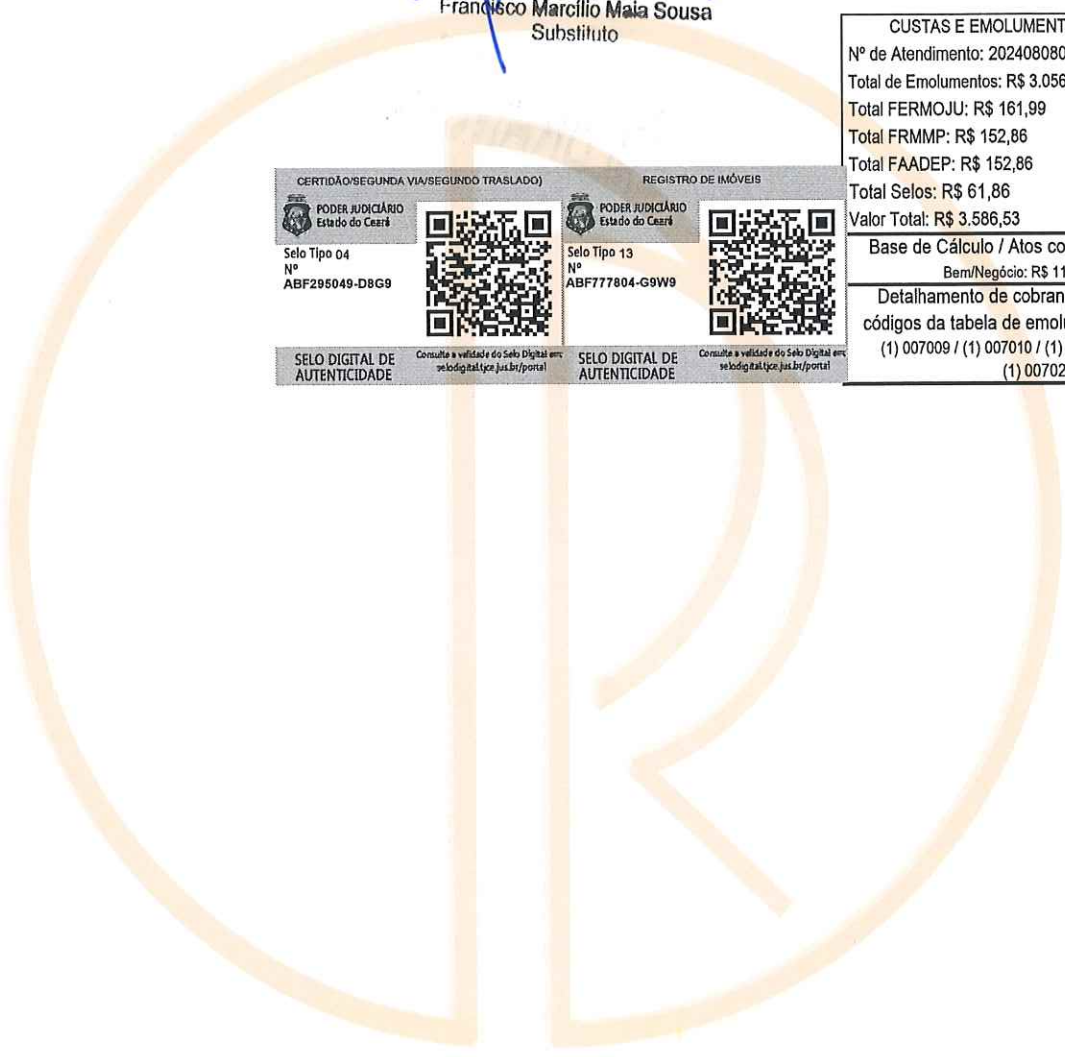 Francisco Marcílio Maia Sousa
Substituto
CUSTAS E EMOLUMENT
Nº de Atendimento: 202408080
Total de Emolumentos: R$ 3.056
Total FERMOJU: R$ 161,99
Total FRMMP: R$ 152,86
Total FAADEP: R$ 152,86
Total Selos: R$ 61,86
Valor Total: R$ 3.586,53
Base de Cálculo / Atos co
Bem/Negócio: R$ 11
Detalhamento de cobran
códigos da tabela de emol
(1) 007009 / (1) 007010 / (1)
(1) 00702
CERTIDÃO/SEGUNDA VIA/SEGUNDO TRASLADO)
PODER JUDICIÁRIO
Estado do Ceará
Selo Tipo 04
Nº
ABF295049-D8G9
SELO DIGITAL DE
AUTENTICIDADE
Consulte a validade do Selo Digital em:
selodigital.tjce.jus.br/portal
REGISTRO DE IMÓVEIS
PODER JUDICIÁRIO
Estado do Ceará
Selo Tipo 13
Nº
ABF777804-G9W9
SELO DIGITAL DE
AUTENTICIDADE
Consulte a validade do Selo Digital em:
selodigital.tjce.jus.br/portal